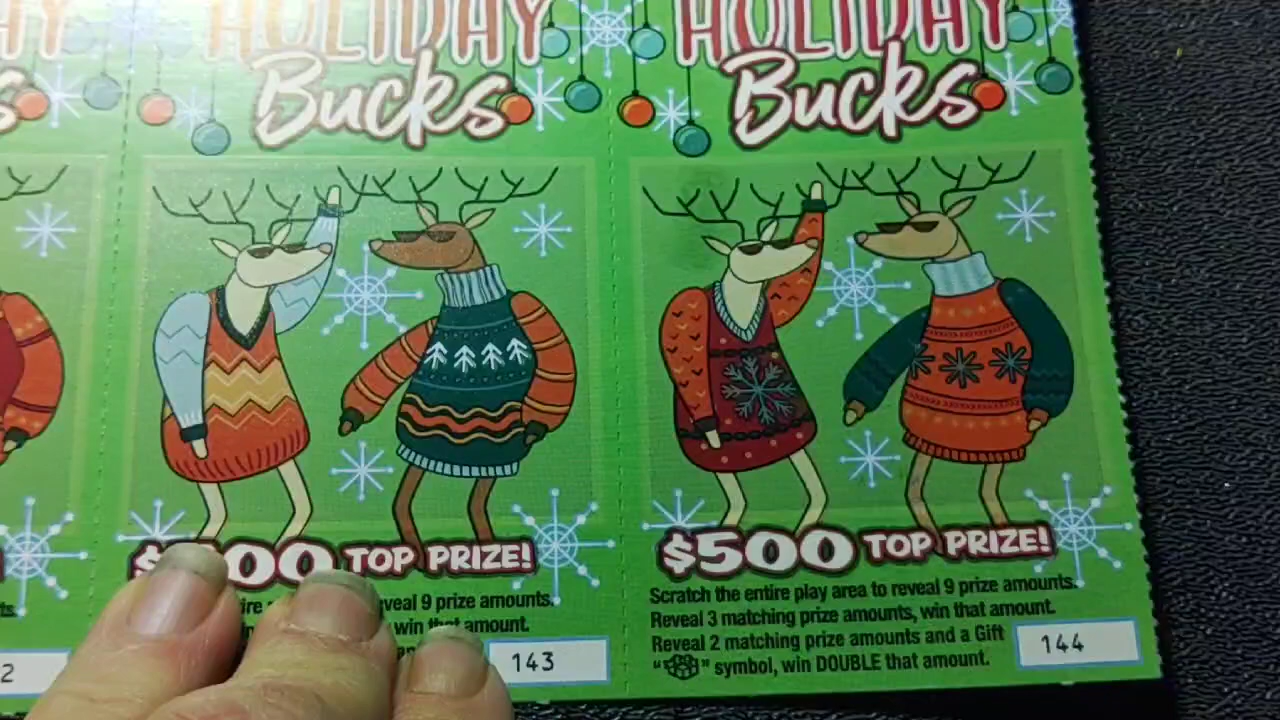 HOLIDAY
Bucks
TOP PRIZE!
veal 9 prize amounts.
win that amount.
143
HOLIDAY
Bucks
$500 TOP PRIZE!
Scratch the entire play area to reveal 9 prize amounts.
Reveal 3 matching prize amounts, win that amount.
Reveal 2 matching prize amounts and a Gift
" " symbol, win DOUBLE that amount.
144